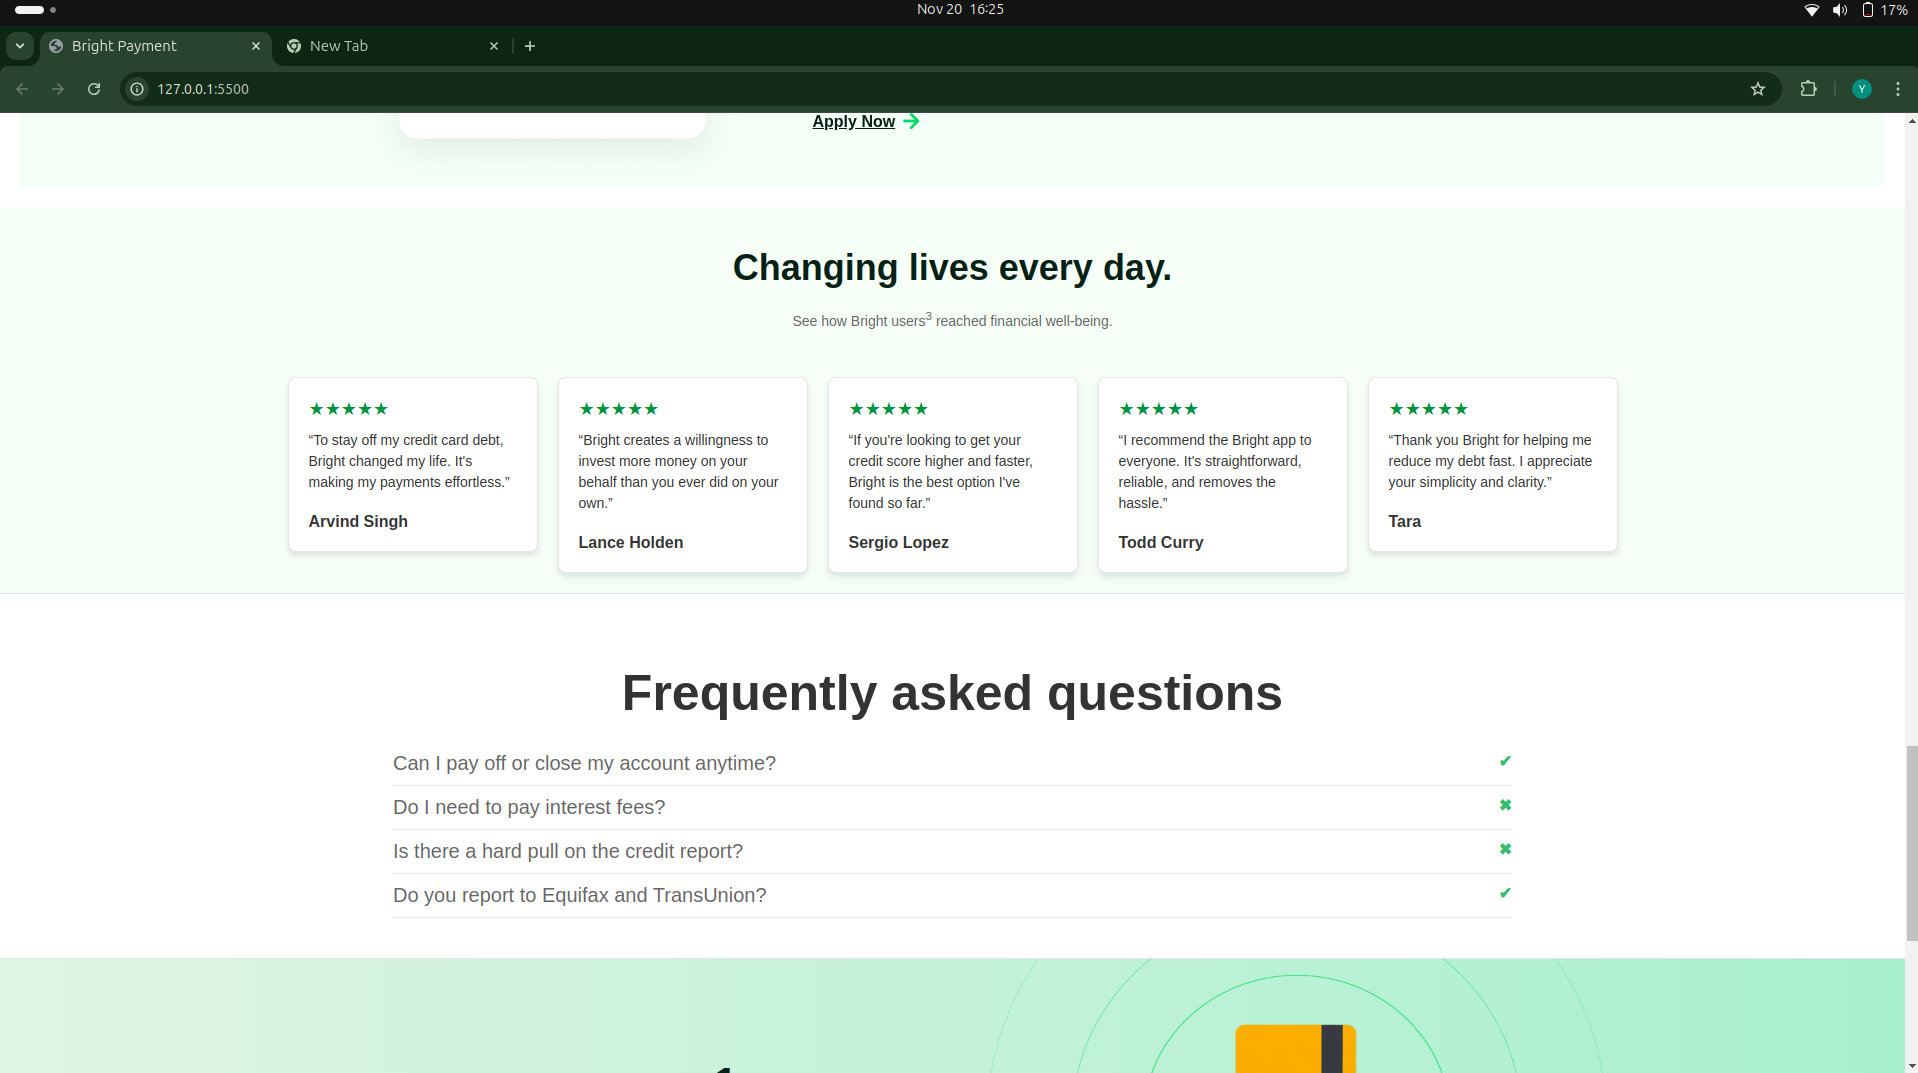 Nov 20 16:25
17%
Bright Payment
New Tab
127.0.0.1:5500
Y
Apply Now
Changing lives every day.
See how Bright users3 reached financial well-being.
★★★★★
“To stay off my credit card debt,
Bright changed my life. It's
making my payments effortless.”
Arvind Singh
★★★★★
“Bright creates a willingness to
invest more money on your
behalf than you ever did on your
own.”
Lance Holden
★★★★★
“If you're looking to get your
credit score higher and faster,
Bright is the best option I've
found so far.”
Sergio Lopez
★★★★★
“I recommend the Bright app to
everyone. It's straightforward,
reliable, and removes the
hassle.”
Todd Curry
★★★★★
“Thank you Bright for helping me
reduce my debt fast. I appreciate
your simplicity and clarity.”
Tara
Frequently asked questions
Can I pay off or close my account anytime? ✔
Do I need to pay interest fees? ✖
Is there a hard pull on the credit report? ✖
Do you report to Equifax and TransUnion? ✔